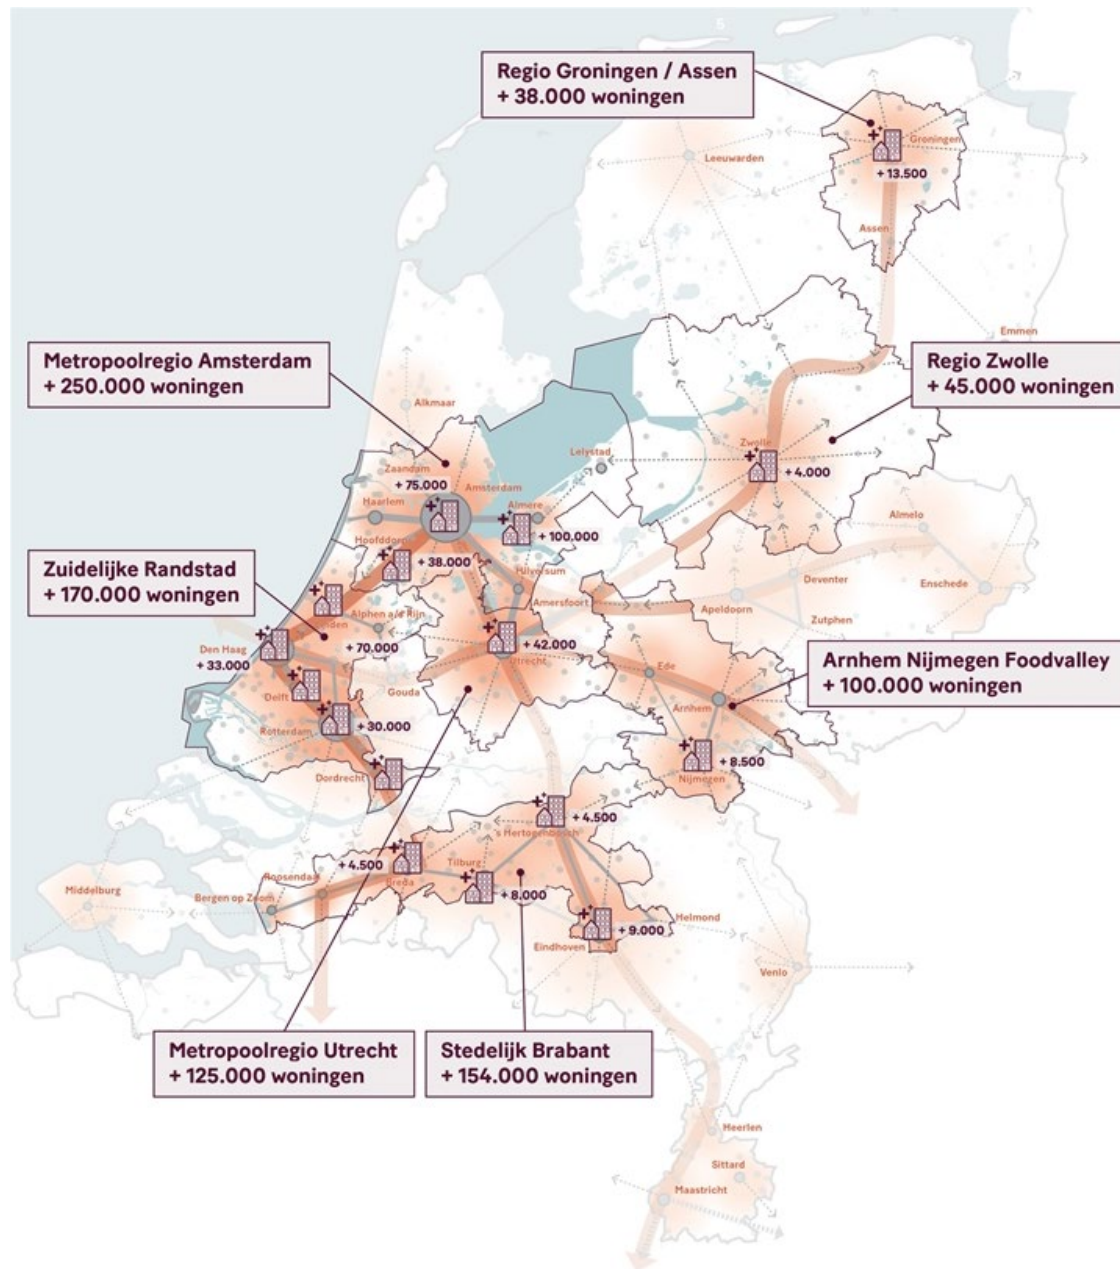 5
Regio Groningen / Assen
+ 38.000 woningen
Groningen
Leeuwarden
+ 13.500
Assen
Emmen
Metropoolregio Amsterdam
+ 250.000 woningen
Regio Zwolle
+ 45.000 woningen
Alkmaar
Zwolle
Lelystad
+ 4.000
Zaandam
+ 75.000
Amsterdam
Haarlem
Almere
Almelo
+ 100.000
Hoofddorp
+ 38.000
Hilversum
Zuidelijke Randstad
+ 170.000 woningen
Deventer
Enschede
Amersfoort
Apeldoorn
Alphen a/d Rijn
Zutphen
+ 70.000
+ 42.000
Den Haag
+ 33.000
Utrecht
Ede
Arnhem Nijmegen Foodvalley
+ 100.000 woningen
Delft
Gouda
Arnhem
Rotterdam
+ 30.000
+ 8.500
Dordrecht
Nijmegen
+ 4.500
's Hertogenbosch
+ 4.500
Tilburg
Breda
Roosendaal
Middelburg
Bergen op Zoom
+ 8.000
Helmond
+ 9.000
Eindhoven
Venlo
Metropoolregio Utrecht
+ 125.000 woningen
Stedelijk Brabant
+ 154.000 woningen
Heerlen
Sittard
Maastricht